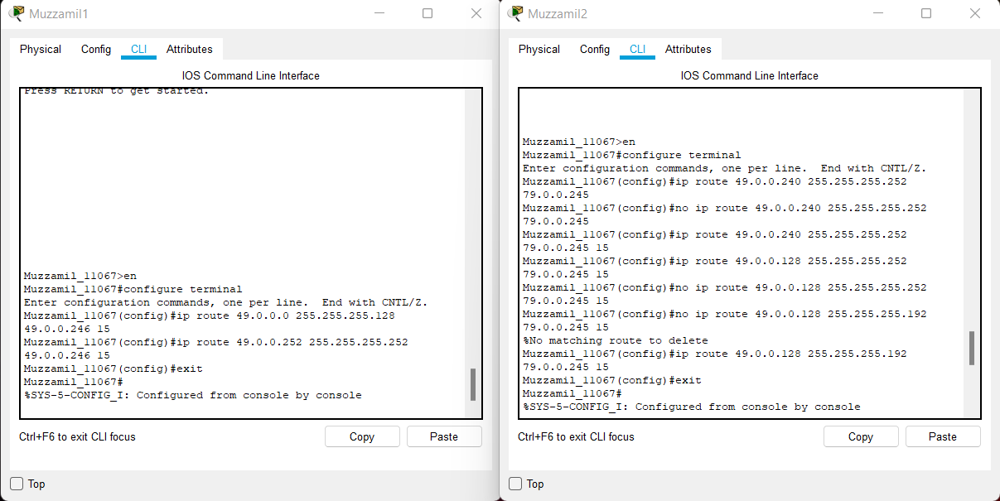 Muzzamil1
Physical Config CLI Attributes
IOS Command Line Interface
Press RETURN to get started.
Muzzamil_11067>en
Muzzamil_11067#configure terminal
Enter configuration commands, one per line.  End with CNTL/Z.
Muzzamil_11067(config)#ip route 49.0.0.0 255.255.255.128
49.0.0.246 15
Muzzamil_11067(config)#ip route 49.0.0.252 255.255.255.252
49.0.0.246 15
Muzzamil_11067(config)#exit
Muzzamil_11067#
%SYS-5-CONFIG_I: Configured from console by console
Ctrl+F6 to exit CLI focus
Copy Paste
Top
Muzzamil2
Physical Config CLI Attributes
IOS Command Line Interface
Muzzamil_11067>en
Muzzamil_11067#configure terminal
Enter configuration commands, one per line.  End with CNTL/Z.
Muzzamil_11067(config)#ip route 49.0.0.240 255.255.255.252
79.0.0.245
Muzzamil_11067(config)#no ip route 49.0.0.240 255.255.255.252
79.0.0.245
Muzzamil_11067(config)#ip route 49.0.0.240 255.255.255.252
79.0.0.245 15
Muzzamil_11067(config)#ip route 49.0.0.128 255.255.255.252
79.0.0.245 15
Muzzamil_11067(config)#no ip route 49.0.0.128 255.255.255.252
79.0.0.245 15
Muzzamil_11067(config)#no ip route 49.0.0.128 255.255.255.192
79.0.0.245 15
%No matching route to delete
Muzzamil_11067(config)#ip route 49.0.0.128 255.255.255.192
79.0.0.245 15
Muzzamil_11067(config)#exit
Muzzamil_11067#
%SYS-5-CONFIG_I: Configured from console by console
Ctrl+F6 to exit CLI focus
Copy Paste
Top